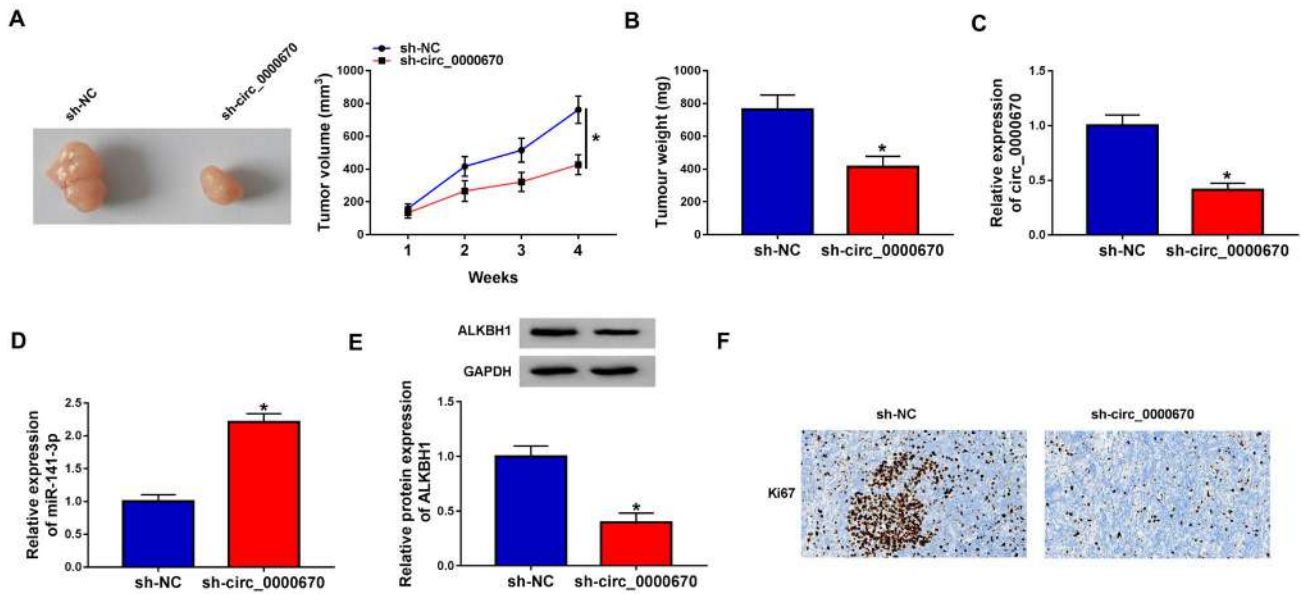 A
sh-NC
sh-circ_0000670
sh-NC
sh-circ_0000670
Tumor volume (mm³)
1000
800
600
400
200
0
*
1 2 3 4
Weeks
B
Tumour weight (mg)
1000
800
600
400
200
0
*
sh-NC sh-circ_0000670
C
Relative expression
of circ_0000670
1.5
1.0
0.5
0.0
*
sh-NC sh-circ_0000670
D
Relative expression
of miR-141-3p
2.5
2.0
1.5
1.0
0.5
0.0
*
sh-NC sh-circ_0000670
E
ALKBH1
GAPDH
Relative protein expression
of ALKBH1
1.5
1.0
0.5
0.0
*
sh-NC sh-circ_0000670
F
sh-NC sh-circ_0000670
Ki67